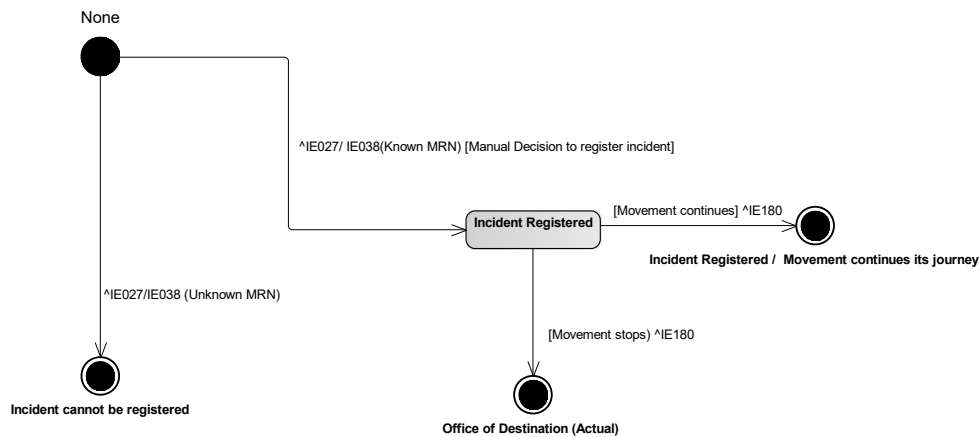 None
^IE027/ IE038(Known MRN) [Manual Decision to register incident]
[Movement continues] ^IE180
Incident Registered
Incident Registered /  Movement continues its journey
^IE027/IE038 (Unknown MRN)
[Movement stops) ^IE180
Incident cannot be registered
Office of Destination (Actual)